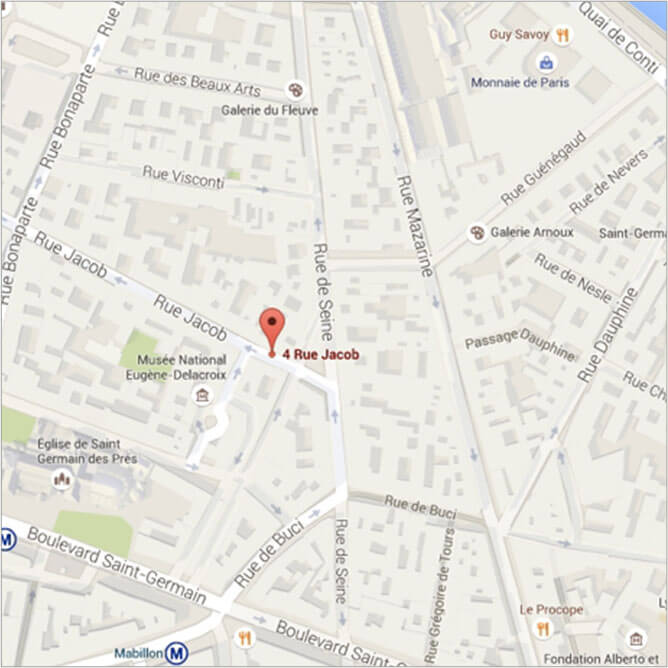 Rue B
Guy Savoy
Quai de Conti
Rue des Beaux Arts
Monnaie de Paris
Galerie du Fleuve
Rue Bonaparte
Rue Visconti
Rue Guénégaud
Rue de Nevers
Rue Mazarine
Rue Bonaparte
Rue Jacob
Galerie Arnoux
Saint-Germa
Rue de Seine
Rue de Nesle
Rue Jacob
Passage Dauphine
Rue Dauphine
4 Rue Jacob
Musée National
Eugène-Delacroix
Rue Ch
Église de Saint
Germain des Prés
Rue de Buci
M
Boulevard Saint-Germain
Rue de Buci
Rue de Seine
Rue Grégoire de Tours
Le Procope
Boulevard Saint-G
Mabillon M
Fondation Alberto et